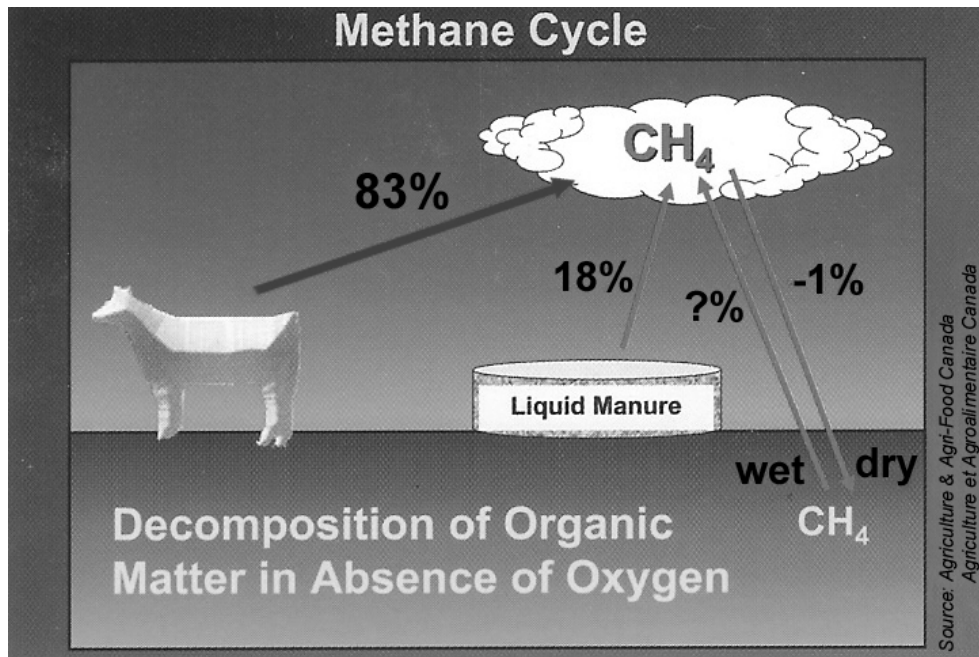 Methane Cycle
CH₄
83%
18%
?%
-1%
Liquid Manure
wet
dry
CH₄
Decomposition of Organic
Matter in Absence of Oxygen
Source: Agriculture & Agri-Food Canada
Agriculture et Agroalimentaire Canada